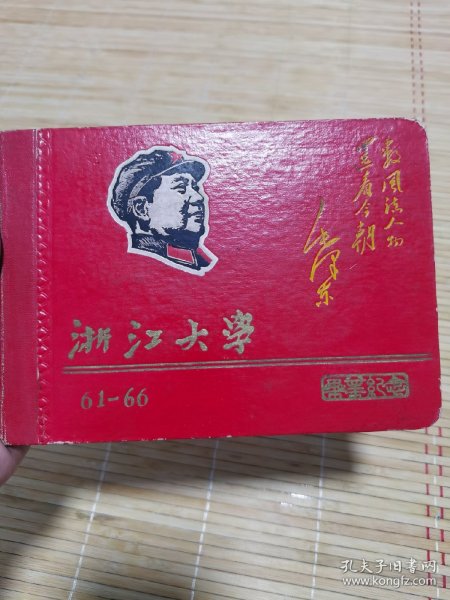 数风流人物
还看今朝
毛泽东
浙江大学
61-66
毕业纪念
孔夫子旧书网
www.kongfz.com